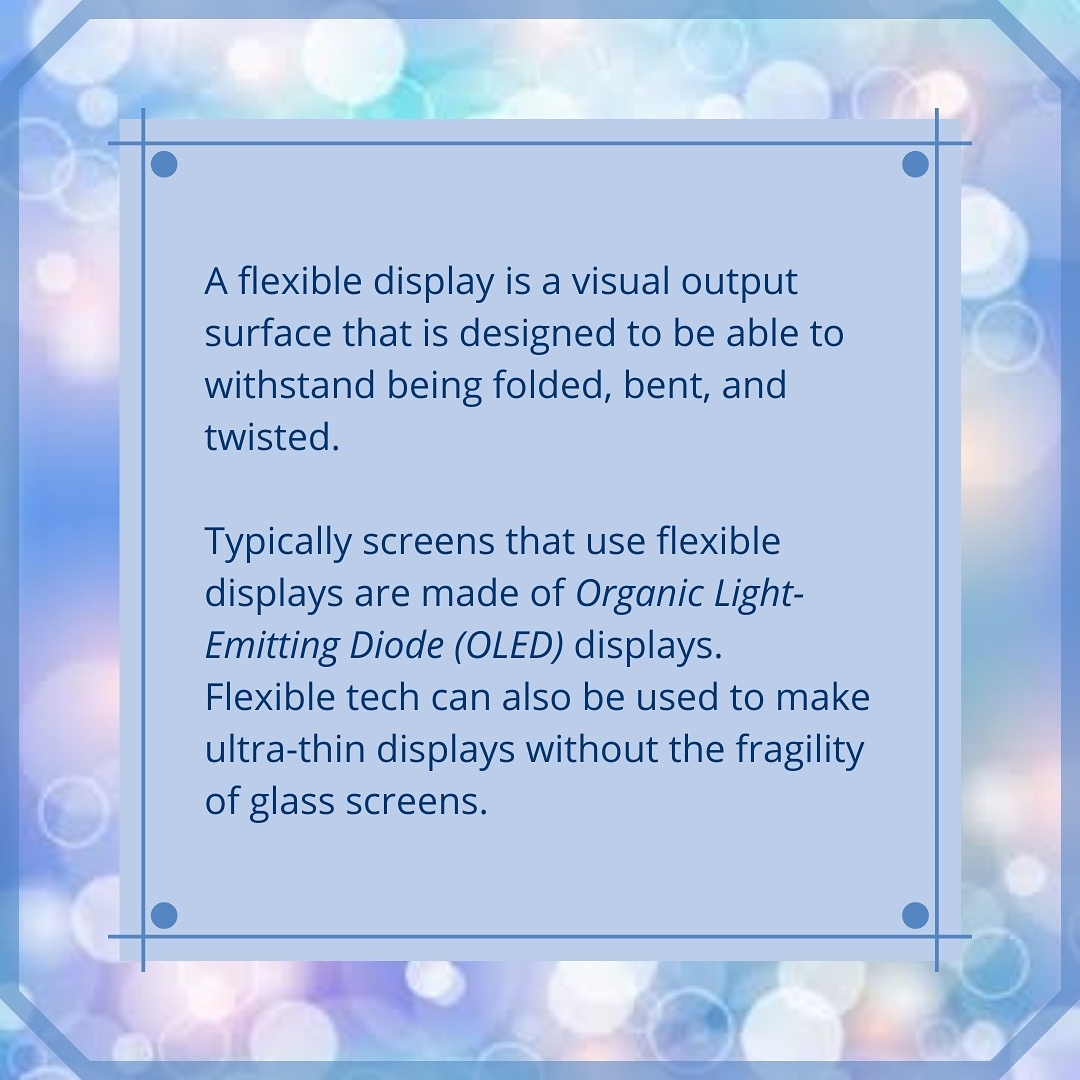 A flexible display is a visual output
surface that is designed to be able to
withstand being folded, bent, and
twisted.
Typically screens that use flexible
displays are made of Organic Light-
Emitting Diode (OLED) displays.
Flexible tech can also be used to make
ultra-thin displays without the fragility
of glass screens.